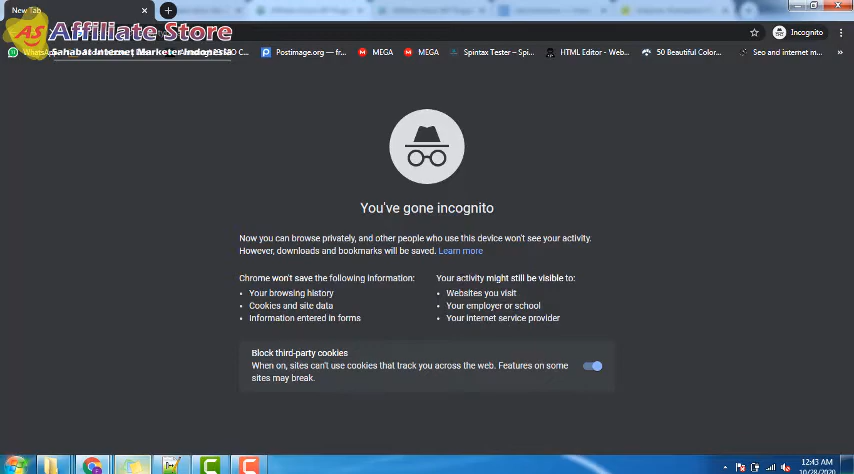 New Tab
AS Affiliate Store
Sahabat Internet Marketer Indonesia
Incognito
WhatsApp
Postimage.org — fr...
MEGA
MEGA
Spintax Tester – Spi...
HTML Editor - Web...
50 Beautiful Color...
Seo and internet m...
»
You've gone incognito
Now you can browse privately, and other people who use this device won't see your activity.
However, downloads and bookmarks will be saved. Learn more
Chrome won't save the following information:
• Your browsing history
• Cookies and site data
• Information entered in forms
Your activity might still be visible to:
• Websites you visit
• Your employer or school
• Your internet service provider
Block third-party cookies
When on, sites can't use cookies that track you across the web. Features on some
sites may break.
12:43 AM
10/28/2020